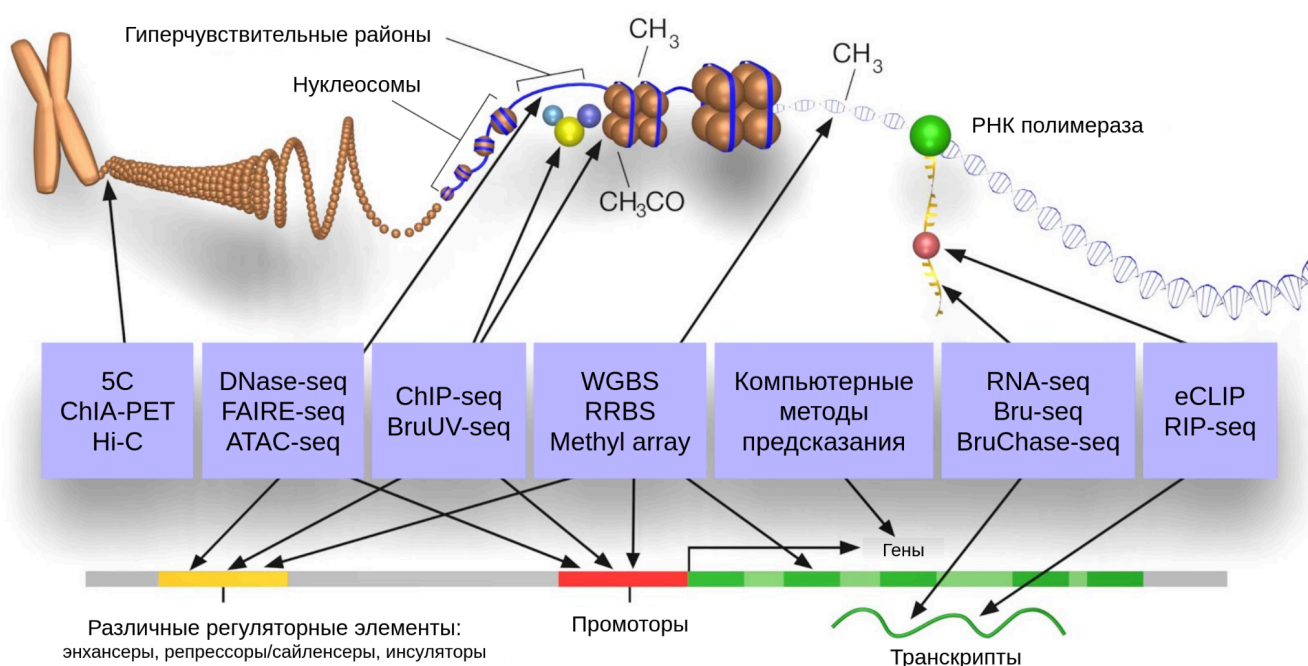 Гиперчувствительные районы
CH3
CH3
Нуклеосомы
РНК полимераза
CH3CO
5C
ChIA-PET
Hi-C
DNase-seq
FAIRE-seq
ATAC-seq
ChIP-seq
BruUV-seq
WGBS
RRBS
Methyl array
Компьютерные
методы
предсказания
RNA-seq
Bru-seq
BruChase-seq
eCLIP
RIP-seq
Гены
Различные регуляторные элементы:
энхансеры, репрессоры/сайленсеры, инсуляторы
Промоторы
Транскрипты